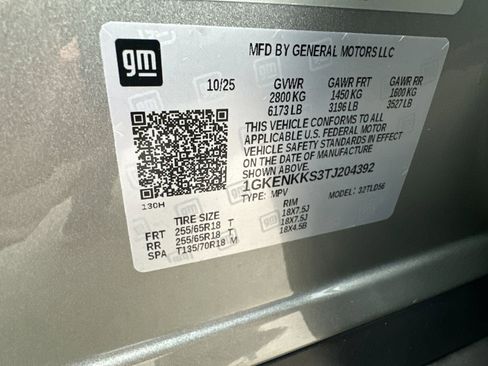 gm
MFD BY GENERAL MOTORS LLC
10/25 GVWR GAWR FRT GAWR RR
2800 KG 1450 KG 1600 KG
6173 LB 3196 LB 3527 LB
THIS VEHICLE CONFORMS TO ALL
APPLICABLE U.S. FEDERAL MOTOR
VEHICLE SAFETY STANDARDS IN EFFECT
ON THE DATE OF MANUFACTURE
SHOWN ABOVE.
1GKENKKS3TJ204392
TYPE: MPV MODEL: 32TLD56
130H
TIRE SIZE RIM
FRT 255/65R18 T 18X7.5J
RR 255/65R18 T 18X7.5J
SPA T135/70R18 M 18X4.5B